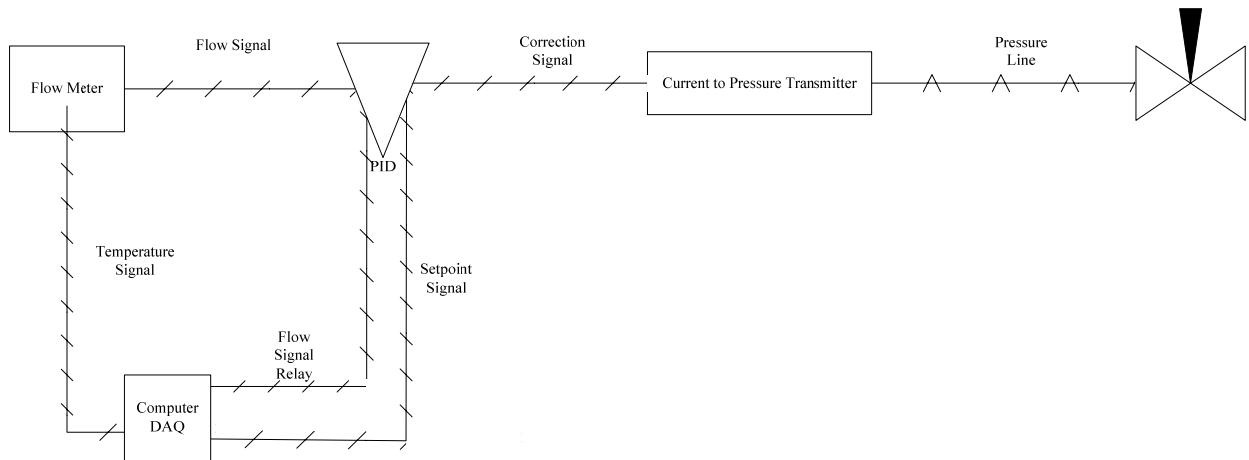 Flow Meter
Flow Signal
PID
Correction
Signal
Current to Pressure Transmitter
Pressure
Line
Temperature
Signal
Setpoint
Signal
Flow
Signal
Relay
Computer
DAQ